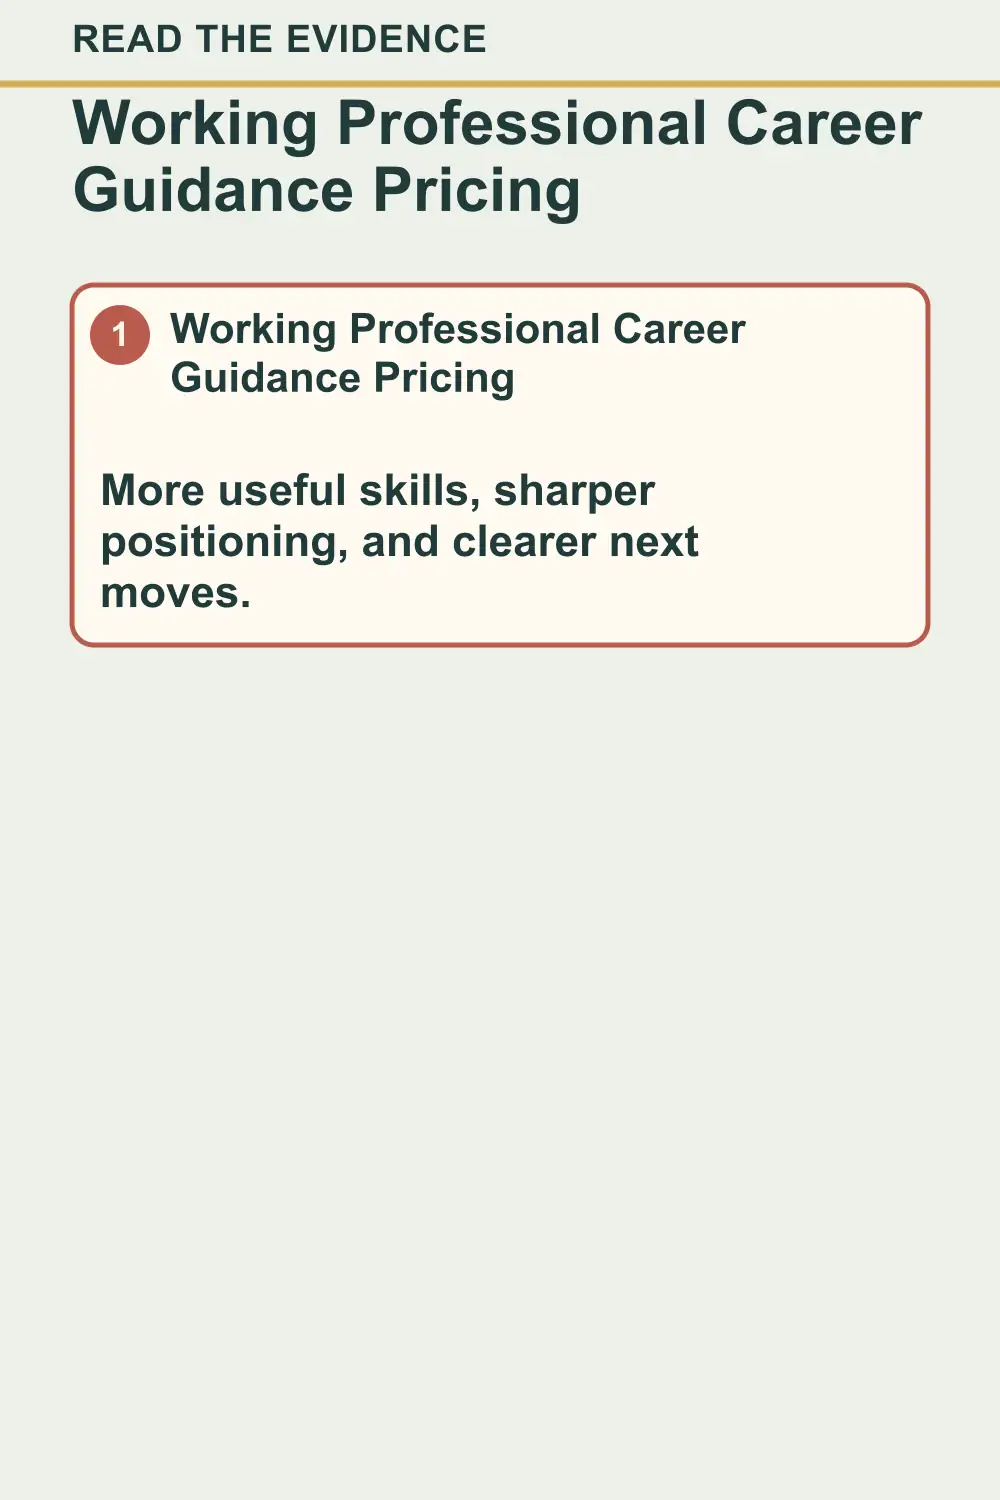 READ THE EVIDENCE
Working Professional Career
Guidance Pricing
1
Working Professional Career
Guidance Pricing
More useful skills, sharper
positioning, and clearer next
moves.